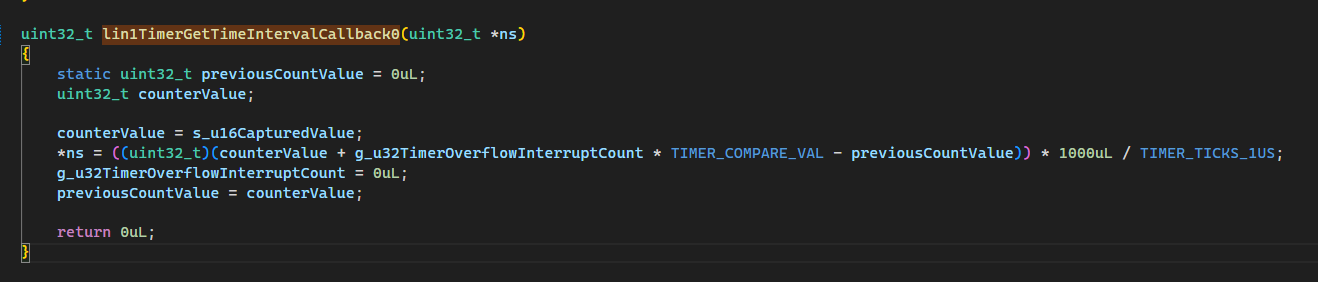 uint32_t lin1TimerGetTimeIntervalCallback0(uint32_t *ns)
{
    static uint32_t previousCountValue = 0uL;
    uint32_t counterValue;
    counterValue = s_u16CapturedValue;
    *ns = ((uint32_t)(counterValue + g_u32TimerOverflowInterruptCount * TIMER_COMPARE_VAL - previousCountValue)) * 1000uL / TIMER_TICKS_1US;
    g_u32TimerOverflowInterruptCount = 0uL;
    previousCountValue = counterValue;
    return 0uL;
}